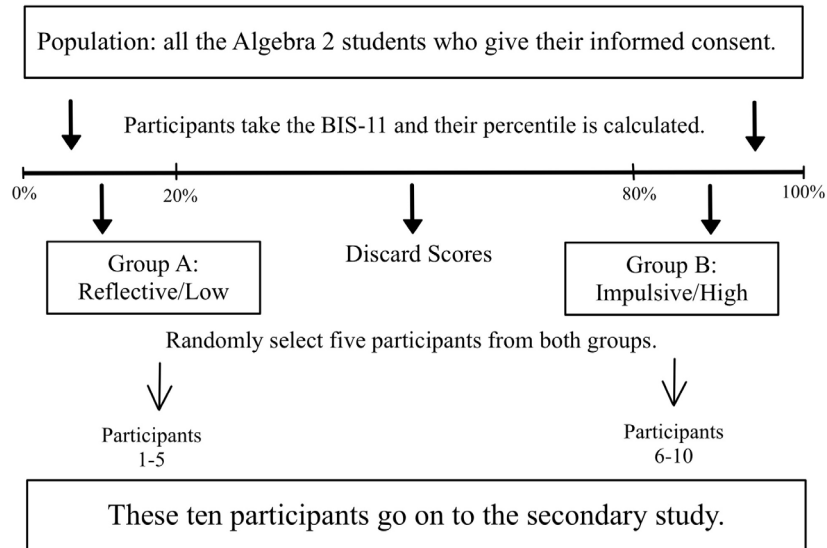 Population: all the Algebra 2 students who give their informed consent.
Participants take the BIS-11 and their percentile is calculated.
0%
20%
80%
100%
Group A:
Reflective/Low
Discard Scores
Group B:
Impulsive/High
Randomly select five participants from both groups.
Participants
1-5
Participants
6-10
These ten participants go on to the secondary study.